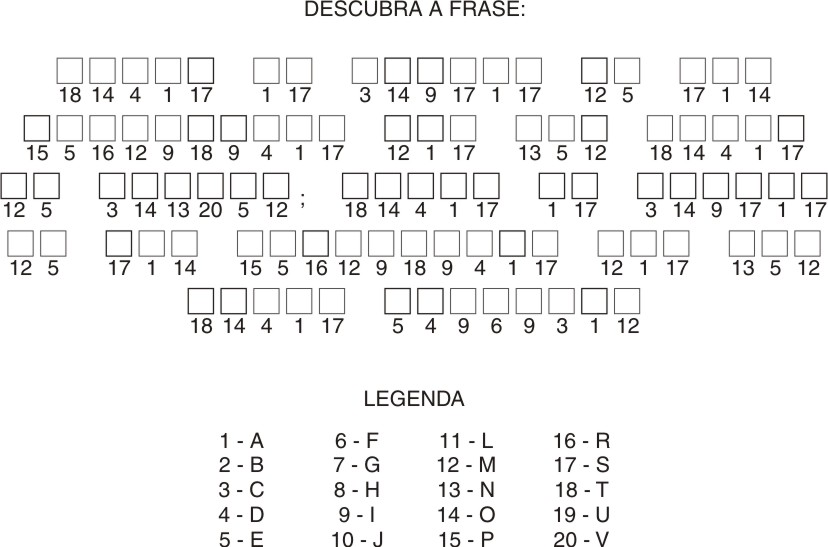 DESCUBRA A FRASE:
18 14 4 1 17 1 17 3 14 9 17 1 17 12 5 17 1 14
15 5 16 12 9 18 9 4 1 17 12 1 17 13 5 12 18 14 4 1 17
12 5 3 14 13 20 5 12 ; 18 14 4 1 17 1 17 3 14 9 17 1 17
12 5 17 1 14 15 5 16 12 9 18 9 4 1 17 12 1 17 13 5 12
18 14 4 1 17 5 4 9 6 9 3 1 12
LEGENDA
1 - A 6 - F 11 - L 16 - R
2 - B 7 - G 12 - M 17 - S
3 - C 8 - H 13 - N 18 - T
4 - D 9 - I 14 - O 19 - U
5 - E 10 - J 15 - P 20 - V